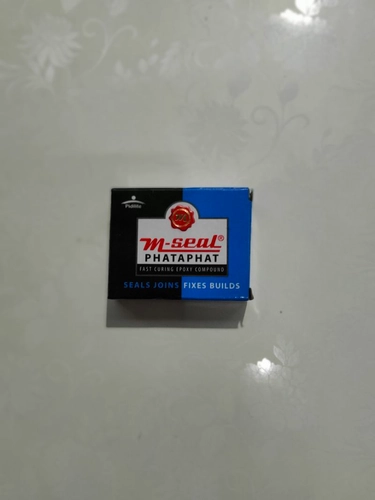 Pidilite
m-seal®
PHATAPHAT
FAST CURING EPOXY COMPOUND
SEALS JOINS FIXES BUILDS